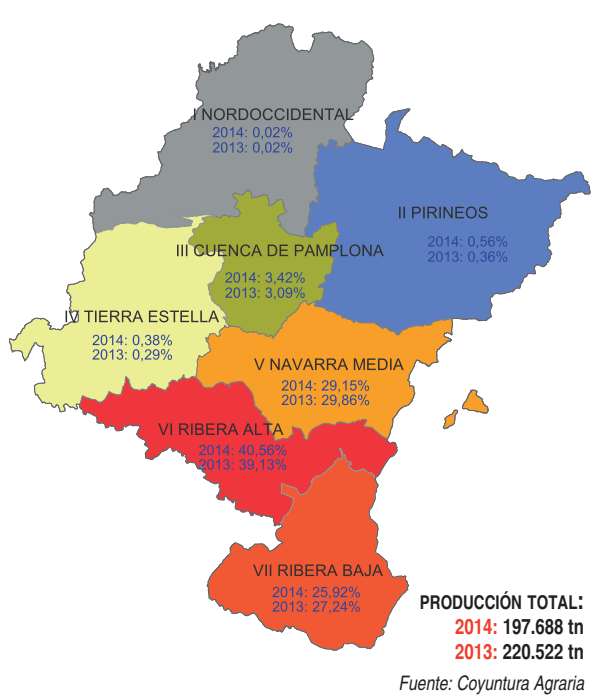 I NORDOCCIDENTAL
2014: 0,02%
2013: 0,02%
II PIRINEOS
2014: 0,56%
2013: 0,36%
III CUENCA DE PAMPLONA
2014: 3,42%
2013: 3,09%
IV TIERRA ESTELLA
2014: 0,38%
2013: 0,29%
V NAVARRA MEDIA
2014: 29,15%
2013: 29,86%
VI RIBERA ALTA
2014: 40,56%
2013: 39,13%
VII RIBERA BAJA
2014: 25,92%
2013: 27,24%
PRODUCCIÓN TOTAL:
2014: 197.688 tn
2013: 220.522 tn
Fuente: Coyuntura Agraria